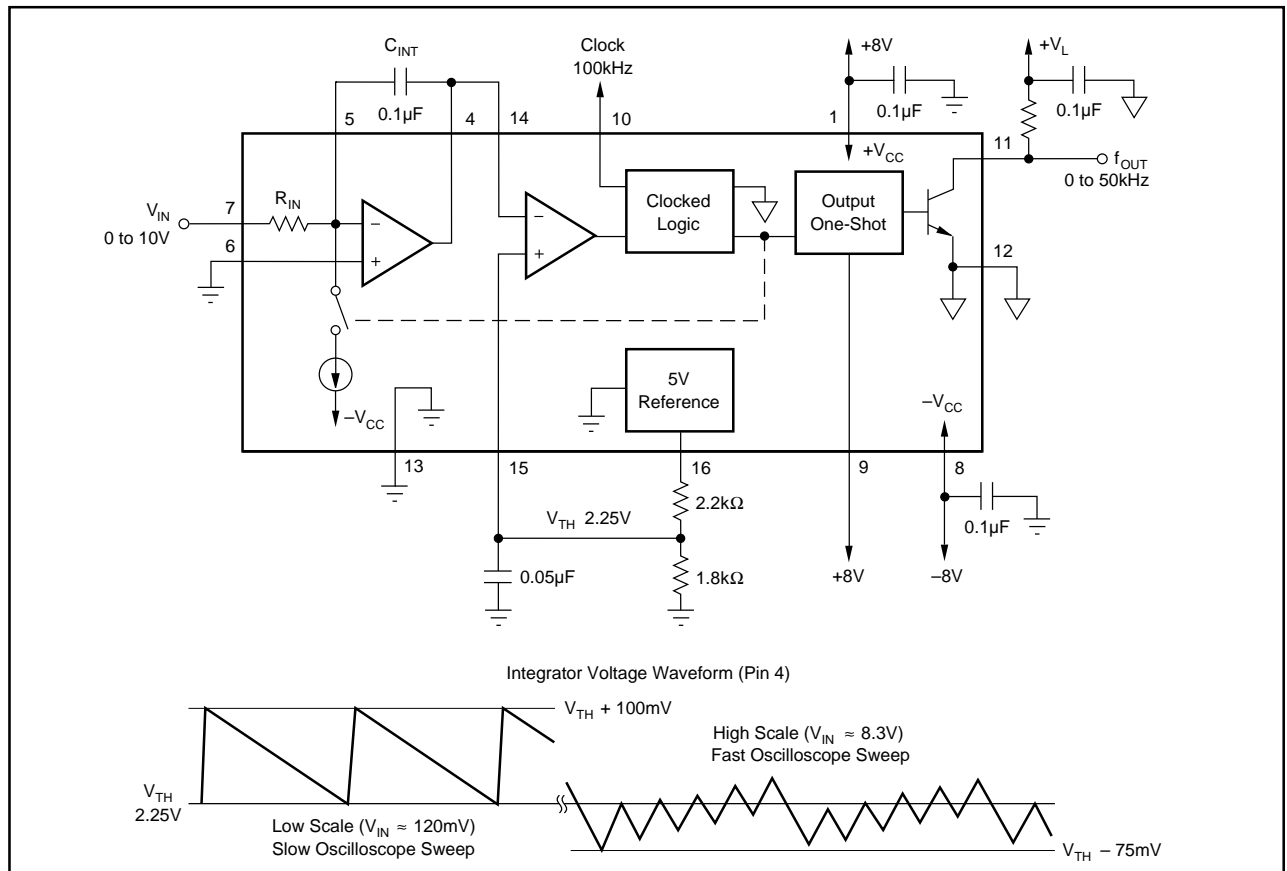 C_INT
0.1µF
5
4
14
Clock
100kHz
10
+8V
0.1µF
1
+V_CC
+V_L
0.1µF
11
f_OUT
0 to 50kHz
V_IN
0 to 10V
7
R_IN
6
−
+
−
+
Clocked
Logic
Output
One-Shot
12
5V
Reference
−V_CC
−V_CC
13
15
16
9
8
V_TH 2.25V
2.2kΩ
0.1µF
0.05µF
1.8kΩ
+8V
−8V
Integrator Voltage Waveform (Pin 4)
V_TH + 100mV
High Scale (V_IN ≈ 8.3V)
Fast Oscilloscope Sweep
V_TH
2.25V
Low Scale (V_IN ≈ 120mV)
Slow Oscilloscope Sweep
V_TH − 75mV